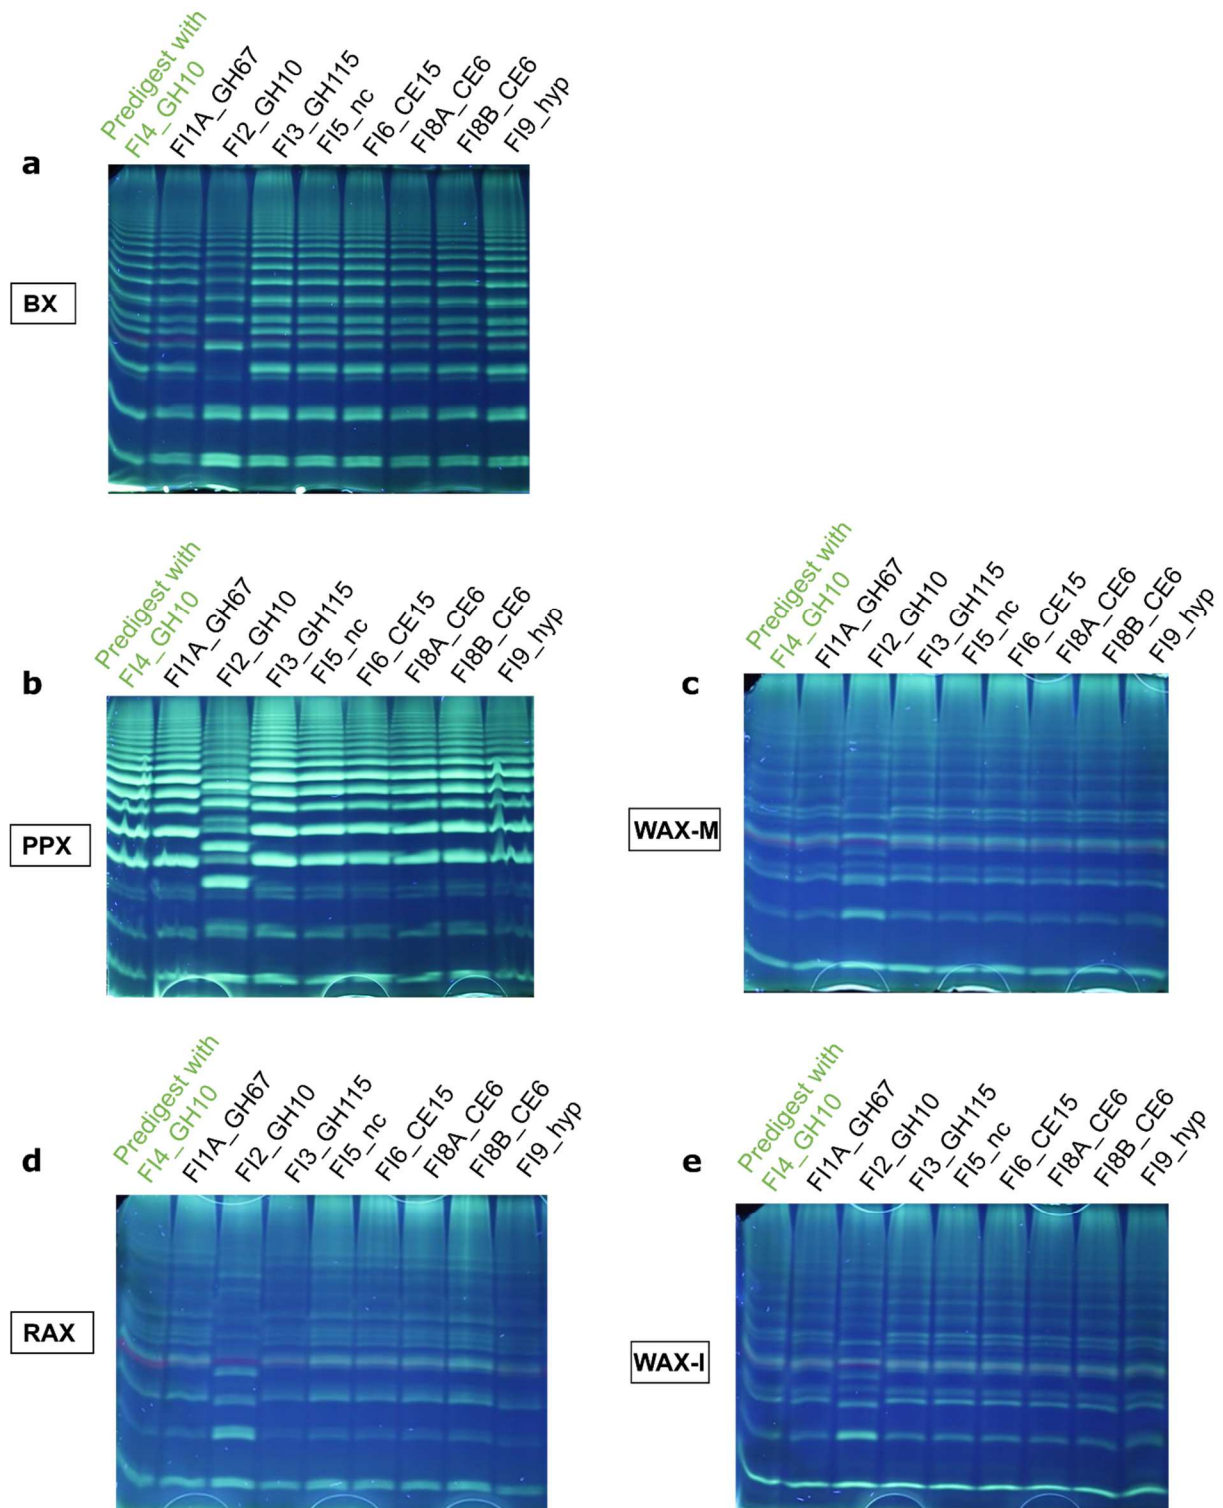 Predigest with
FI4_GH10
FI1A_GH67
FI2_GH10
FI3_GH115
FI5_nc
FI6_CE15
FI8A_CE6
FI8B_CE6
FI9_hyp
a
BX
Predigest with
FI4_GH10
FI1A_GH67
FI2_GH10
FI3_GH115
FI5_nc
FI6_CE15
FI8A_CE6
FI8B_CE6
FI9_hyp
b
PPX
Predigest with
FI4_GH10
FI1A_GH67
FI2_GH10
FI3_GH115
FI5_nc
FI6_CE15
FI8A_CE6
FI8B_CE6
FI9_hyp
c
WAX-M
Predigest with
FI4_GH10
FI1A_GH67
FI2_GH10
FI3_GH115
FI5_nc
FI6_CE15
FI8A_CE6
FI8B_CE6
FI9_hyp
d
RAX
Predigest with
FI4_GH10
FI1A_GH67
FI2_GH10
FI3_GH115
FI5_nc
FI6_CE15
FI8A_CE6
FI8B_CE6
FI9_hyp
e
WAX-I